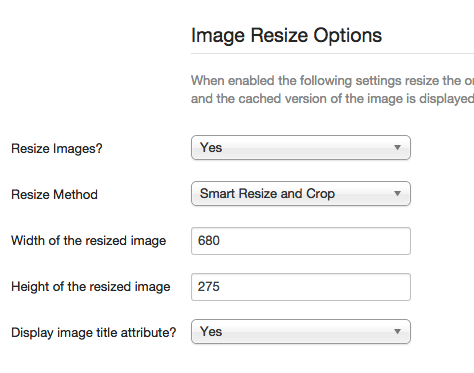 Image Resize Options
When enabled the following settings resize the
and the cached version of the image is displayed
Resize Images? Yes
Resize Method Smart Resize and Crop
Width of the resized image 680
Height of the resized image 275
Display image title attribute? Yes